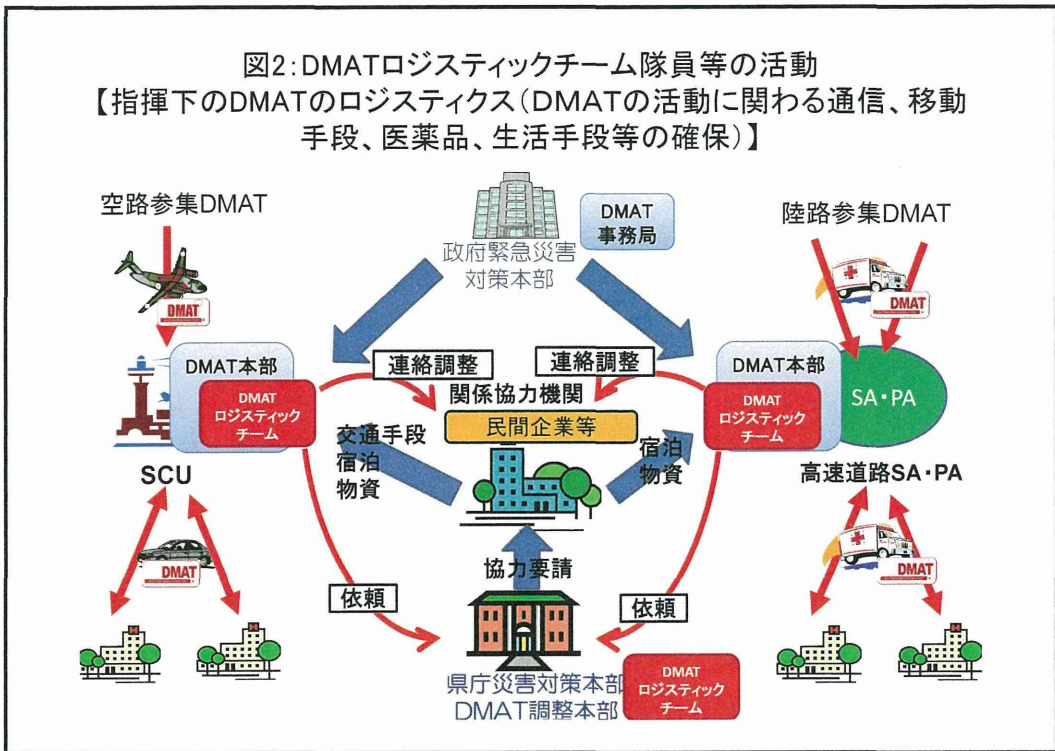 図2:DMATロジスティックチーム隊員等の活動
【指揮下のDMATのロジスティクス(DMATの活動に関わる通信、移動
手段、医薬品、生活手段等の確保)】
空路参集DMAT
DMAT
事務局
陸路参集DMAT
政府緊急災害
対策本部
DMAT
DMAT
DMAT本部
DMAT
ロジスティック
チーム
連絡調整
連絡調整
関係協力機関
民間企業等
DMAT本部
DMAT
ロジスティック
チーム
SA・PA
交通手段
宿泊
物資
宿泊
物資
SCU
高速道路SA・PA
DMAT
DMAT
協力要請
依頼
依頼
県庁災害対策本部
DMAT調整本部
DMAT
ロジスティック
チーム